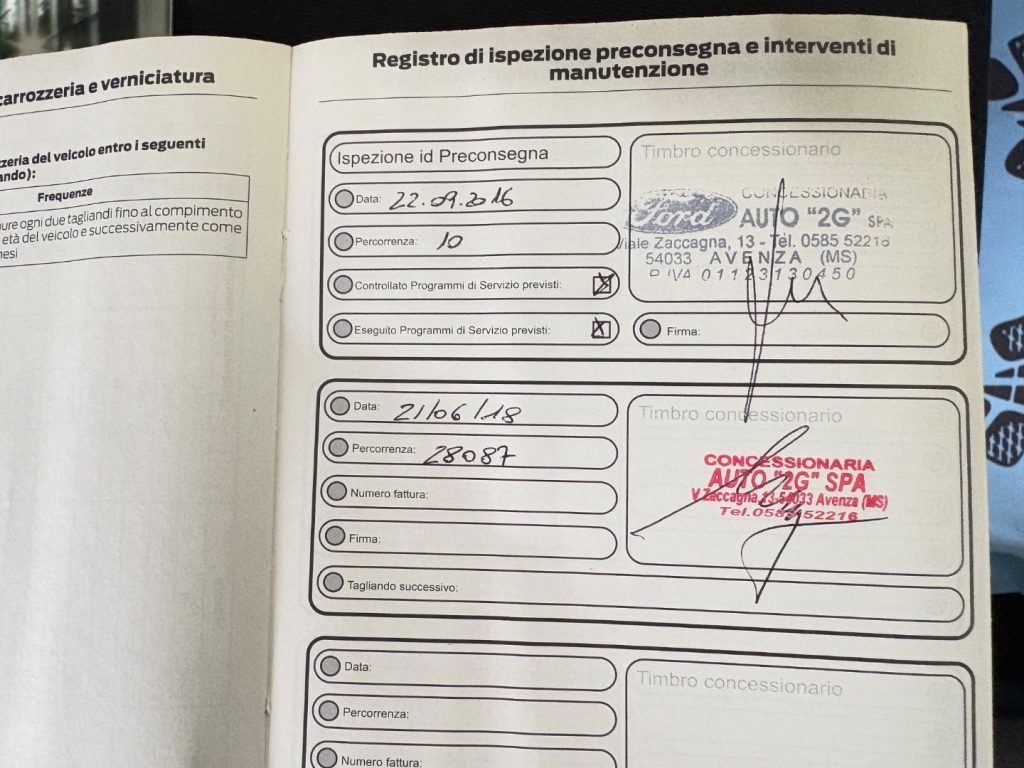 carrozzeria e verniciatura
zeria del veicolo entro i seguenti
ando):
Frequenze
ure ogni due tagliandi fino al compimento
età del veicolo e successivamente come
nesi
Registro di ispezione preconsegna e interventi di
manutenzione
Ispezione id Preconsegna
Data: 22.09.2016
Percorrenza: 10
Controllato Programmi di Servizio previsti:
Eseguito Programmi di Servizio previsti:
Timbro concessionario
Ford
CONCESSIONARIA
AUTO "2G" SPA
Viale Zaccagna, 13 - Tel. 0585 52216
54033 AVENZA (MS)
P. IVA 01123130450
Firma:
Data: 21/06/18
Percorrenza: 28087
Numero fattura:
Firma:
Tagliando successivo:
Timbro concessionario
CONCESSIONARIA
AUTO "2G" SPA
V.Zaccagna,13-54033 Avenza (MS)
Tel.0585 52216
Data:
Percorrenza:
Numero fattura:
Timbro concessionario